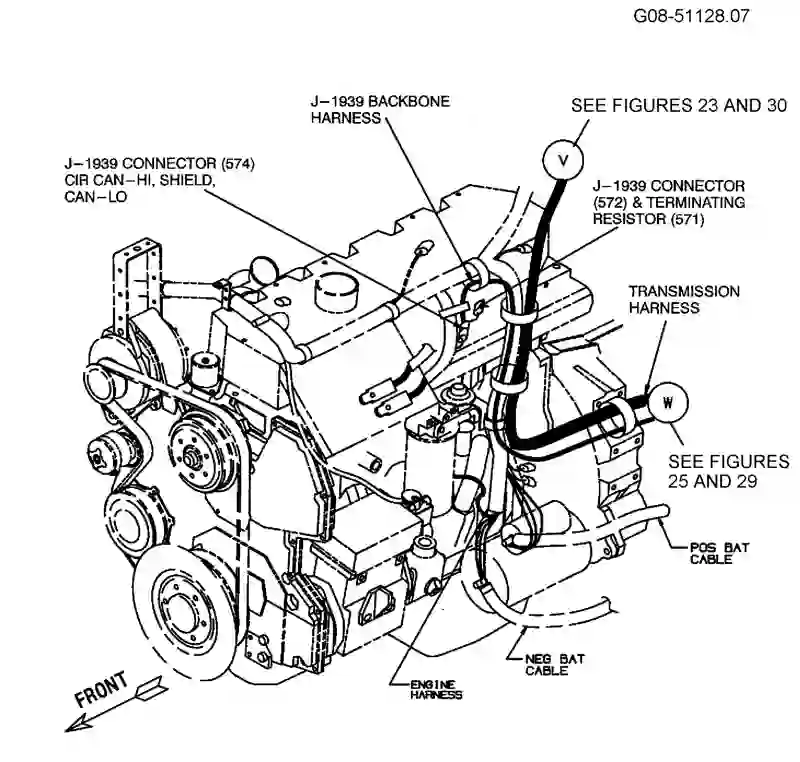 G08-51128.07
J-1939 BACKBONE
HARNESS
SEE FIGURES 23 AND 30
V
J-1939 CONNECTOR (574)
CIR CAN-HI, SHIELD,
CAN-LO
J-1939 CONNECTOR
(572) & TERMINATING
RESISTOR (571)
TRANSMISSION
HARNESS
W
SEE FIGURES
25 AND 29
POS BAT
CABLE
NEG BAT
CABLE
ENGINE
HARNESS
FRONT